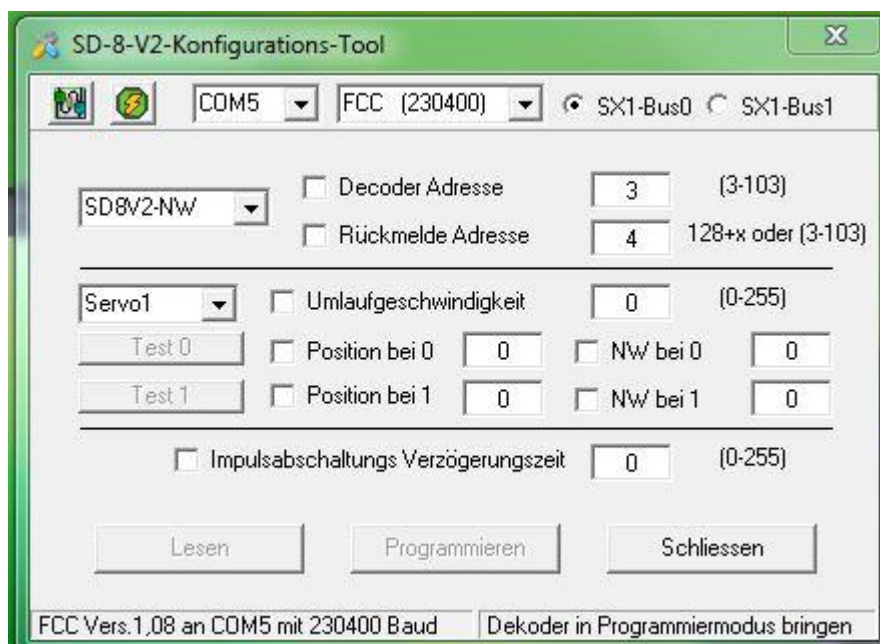 SD-8-V2-Konfigurations-Tool
COM5 FCC (230400) SX1-Bus0 SX1-Bus1
SD8V2-NW
Decoder Adresse 3 (3-103)
Rückmelde Adresse 4 128+x oder (3-103)
Servo1 Umlaufgeschwindigkeit 0 (0-255)
Test 0 Position bei 0 0 NW bei 0 0
Test 1 Position bei 1 0 NW bei 1 0
Impulsabschaltungs Verzögerungszeit 0 (0-255)
Lesen Programmieren Schliessen
FCC Vers.1,08 an COM5 mit 230400 Baud Dekoder in Programmiermodus bringen